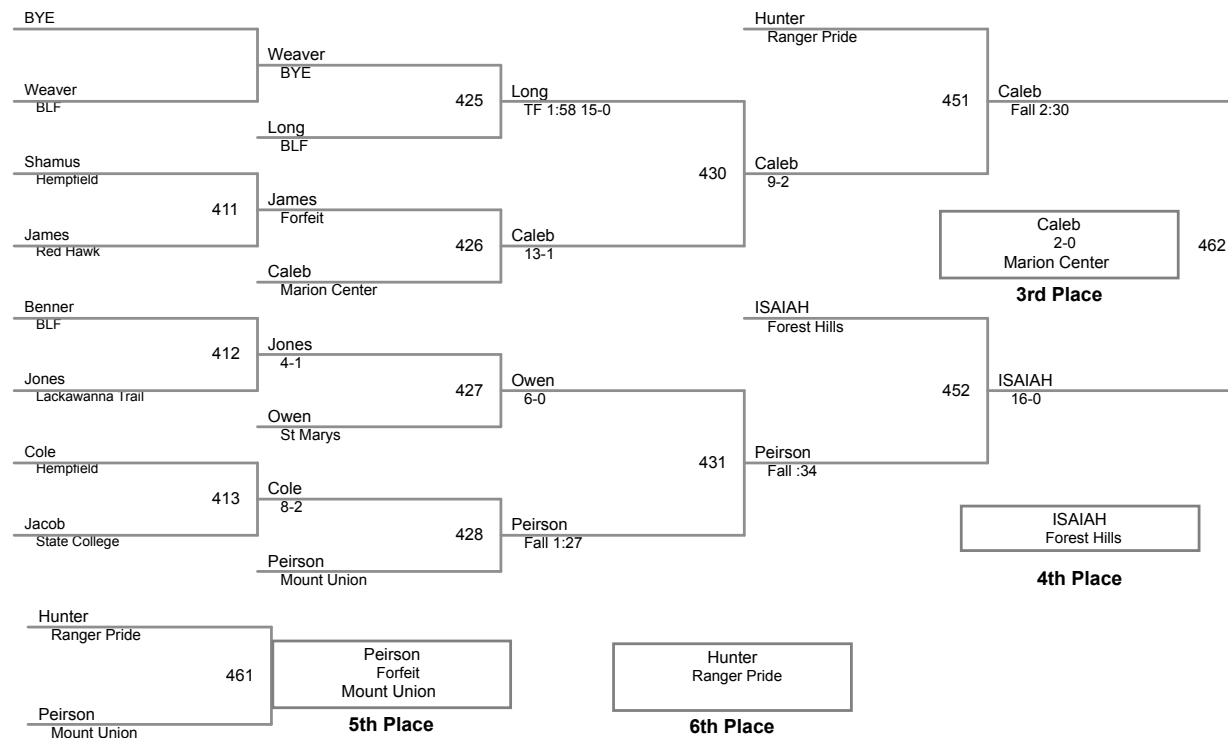 BYE
Weaver
BLF
Shamus
Hempfield
411
James
Red Hawk
Benner
BLF
412
Jones
Lackawanna Trail
Cole
Hempfield
413
Jacob
State College
Weaver
BYE
425
Long
BLF
James
Forfeit
426
Caleb
Marion Center
Jones
4-1
427
Owen
St Marys
Cole
8-2
428
Peirson
Mount Union
Long
TF 1:58 15-0
430
Caleb
13-1
Owen
6-0
431
Peirson
Fall 1:27
Hunter
Ranger Pride
451
Caleb
9-2
ISAIAH
Forest Hills
452
Peirson
Fall :34
Caleb
Fall 2:30
Caleb
2-0
Marion Center
462
3rd Place
ISAIAH
16-0
ISAIAH
Forest Hills
4th Place
Hunter
Ranger Pride
461
Peirson
Mount Union
Peirson
Forfeit
Mount Union
5th Place
Hunter
Ranger Pride
6th Place